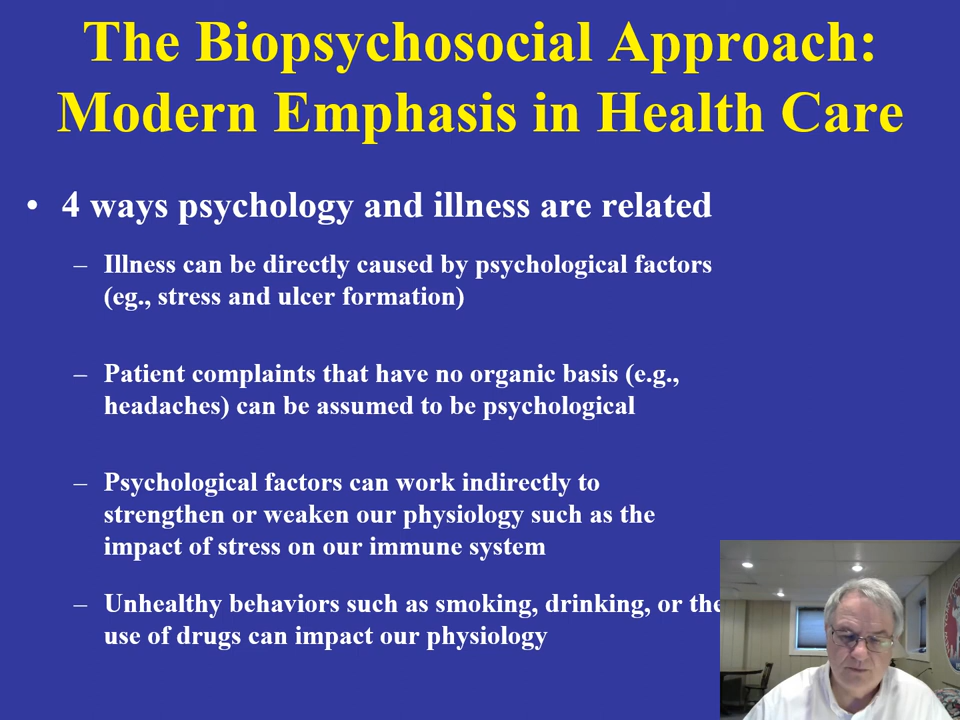 The Biopsychosocial Approach:
Modern Emphasis in Health Care
• 4 ways psychology and illness are related
– Illness can be directly caused by psychological factors
(eg., stress and ulcer formation)
– Patient complaints that have no organic basis (e.g.,
headaches) can be assumed to be psychological
– Psychological factors can work indirectly to
strengthen or weaken our physiology such as the
impact of stress on our immune system
– Unhealthy behaviors such as smoking, drinking, or the
use of drugs can impact our physiology